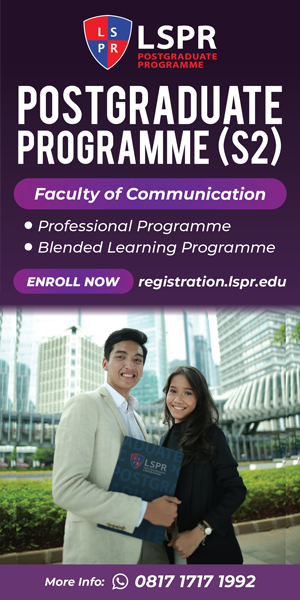 L S
P R
LSPR
POSTGRADUATE
PROGRAMME
POSTGRADUATE
PROGRAMME (S2)
Faculty of Communication
Professional Programme
Blended Learning Programme
ENROLL NOW registration.lspr.edu
LSPR
More Info: 0817 1717 1992